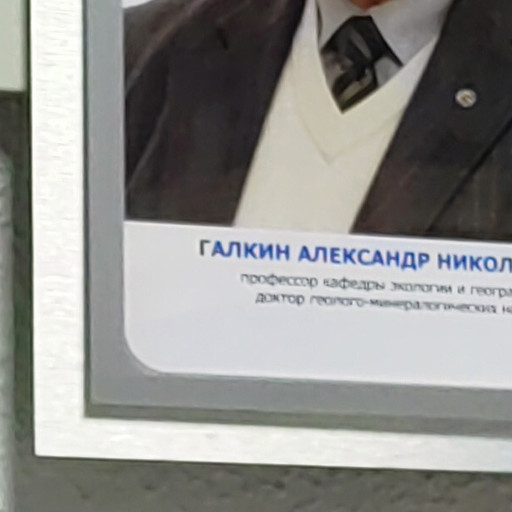 ГАЛКИН АЛЕКСАНДР НИКОЛ
профессор кафедры экологии и геогра
доктор геолого-минералогических н